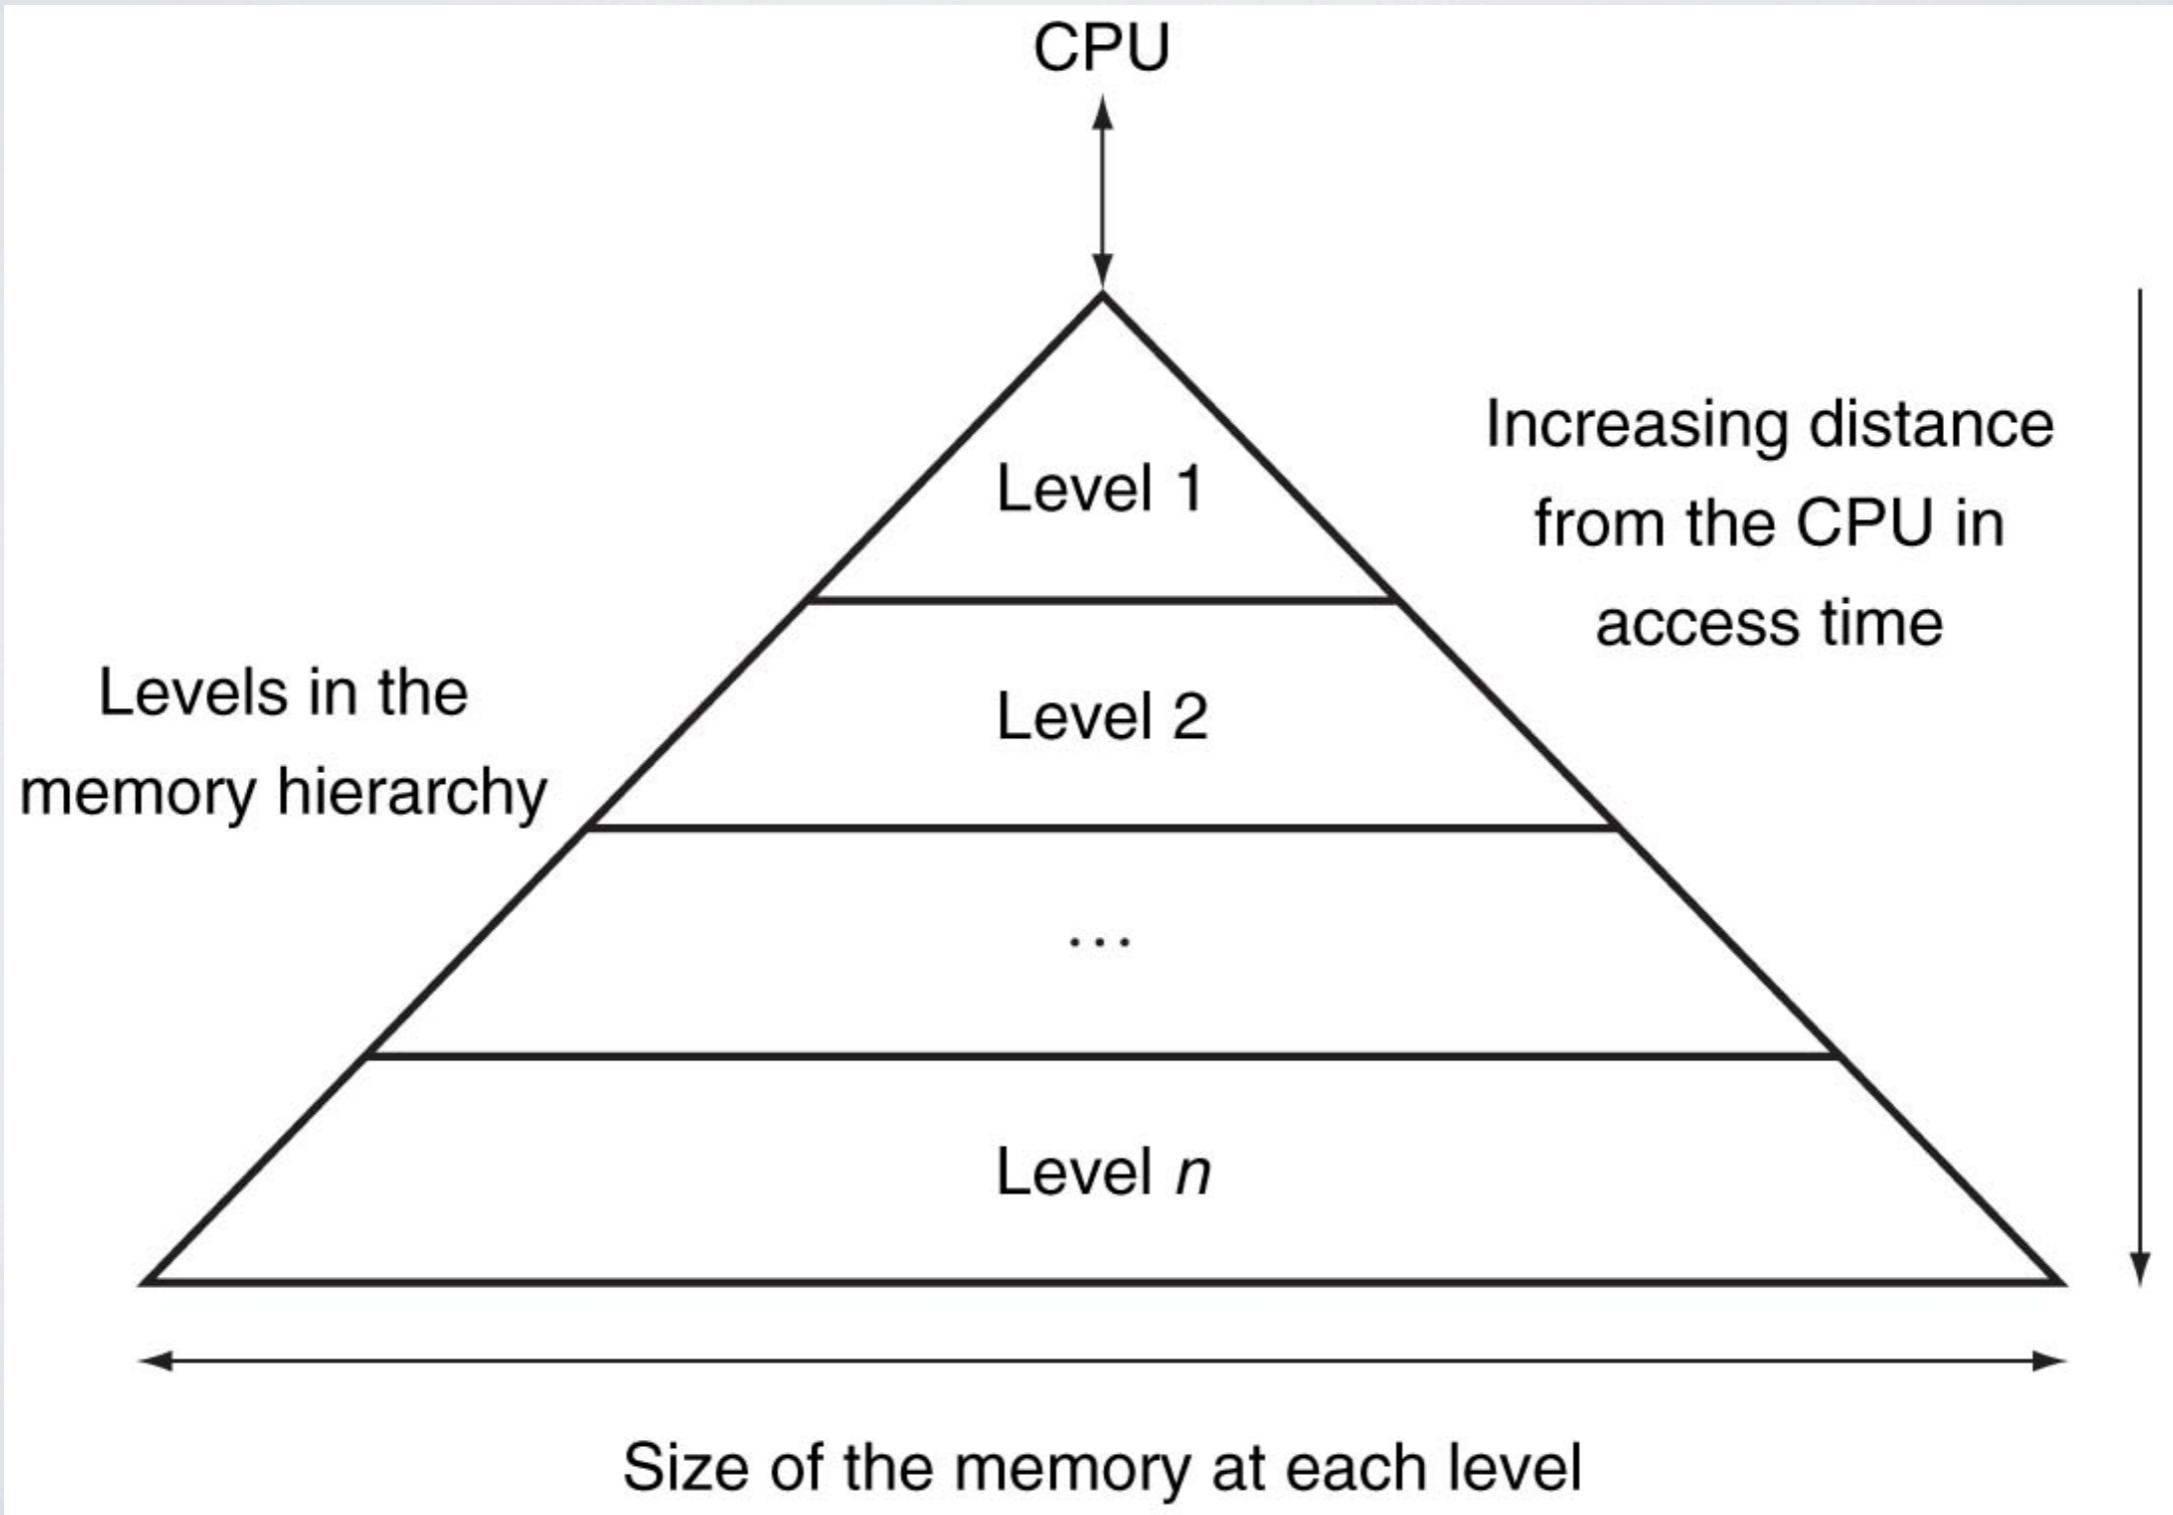 CPU
Level 1
Increasing distance
from the CPU in
access time
Levels in the
memory hierarchy
Level 2
...
Level n
Size of the memory at each level